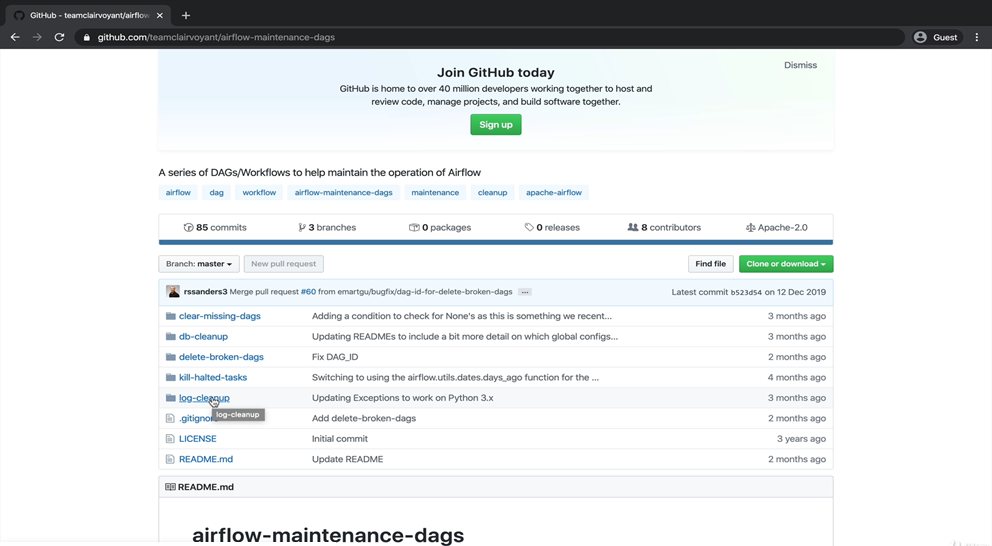 GitHub - teamclairvoyant/airflow
github.com/teamclairvoyant/airflow-maintenance-dags
Guest
Join GitHub today
Dismiss
GitHub is home to over 40 million developers working together to host and
review code, manage projects, and build software together.
Sign up
A series of DAGs/Workflows to help maintain the operation of Airflow
airflow dag workflow airflow-maintenance-dags maintenance cleanup apache-airflow
85 commits 3 branches 0 packages 0 releases 8 contributors Apache-2.0
Branch: master New pull request Find file Clone or download
rssanders3 Merge pull request #60 from emartgu/bugfix/dag-id-for-delete-broken-dags ... Latest commit b523d54 on 12 Dec 2019
clear-missing-dags Adding a condition to check for None's as this is something we recent... 3 months ago
db-cleanup Updating READMEs to include a bit more detail on which global configs... 3 months ago
delete-broken-dags Fix DAG_ID 2 months ago
kill-halted-tasks Switching to using the airflow.utils.dates.days_ago function for the ... 4 months ago
log-cleanup Updating Exceptions to work on Python 3.x 3 months ago
log-cleanup
.gitignore Add delete-broken-dags 2 months ago
LICENSE Initial commit 3 years ago
README.md Update README 2 months ago
README.md
airflow-maintenance-dags